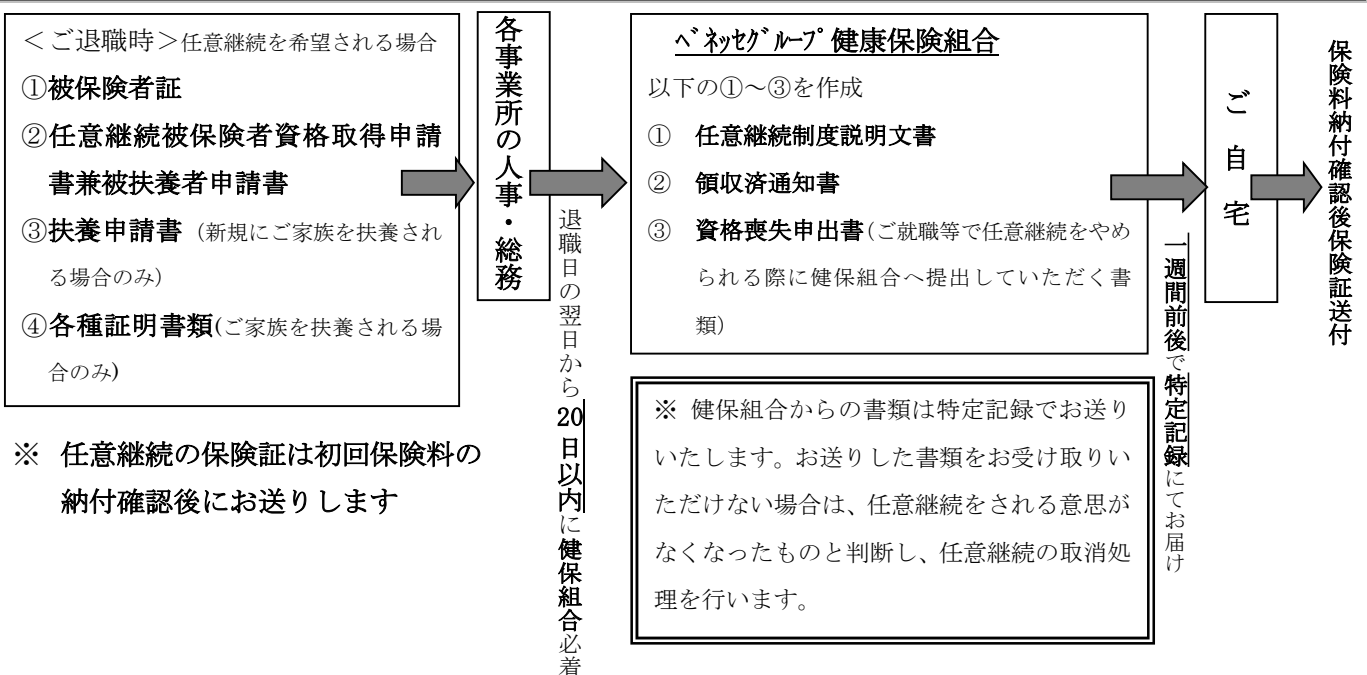 ＜ご退職時＞任意継続を希望される場合
①被保険者証
②任意継続被保険者資格取得申請
書兼被扶養者申請書
③扶養申請書（新規にご家族を扶養され
る場合のみ）
④各種証明書類(ご家族を扶養される場
合のみ)
※ 任意継続の保険証は初回保険料の
納付確認後にお送りします
各事業所の人事・総務
退職日の翌日から20日以内に健保組合必着
ﾍﾞﾈｯｾｸﾞﾙｰﾌﾟ健康保険組合
以下の①～③を作成
① 任意継続制度説明文書
② 領収済通知書
③ 資格喪失申出書(ご就職等で任意継続をやめ
られる際に健保組合へ提出していただく書
類)
※ 健保組合からの書類は特定記録でお送り
いたします。お送りした書類をお受け取りい
ただけない場合は、任意継続をされる意思が
なくなったものと判断し、任意継続の取消処
理を行います。
一週間前後で特定記録にてお届け
ご自宅
保険料納付確認後保険証送付